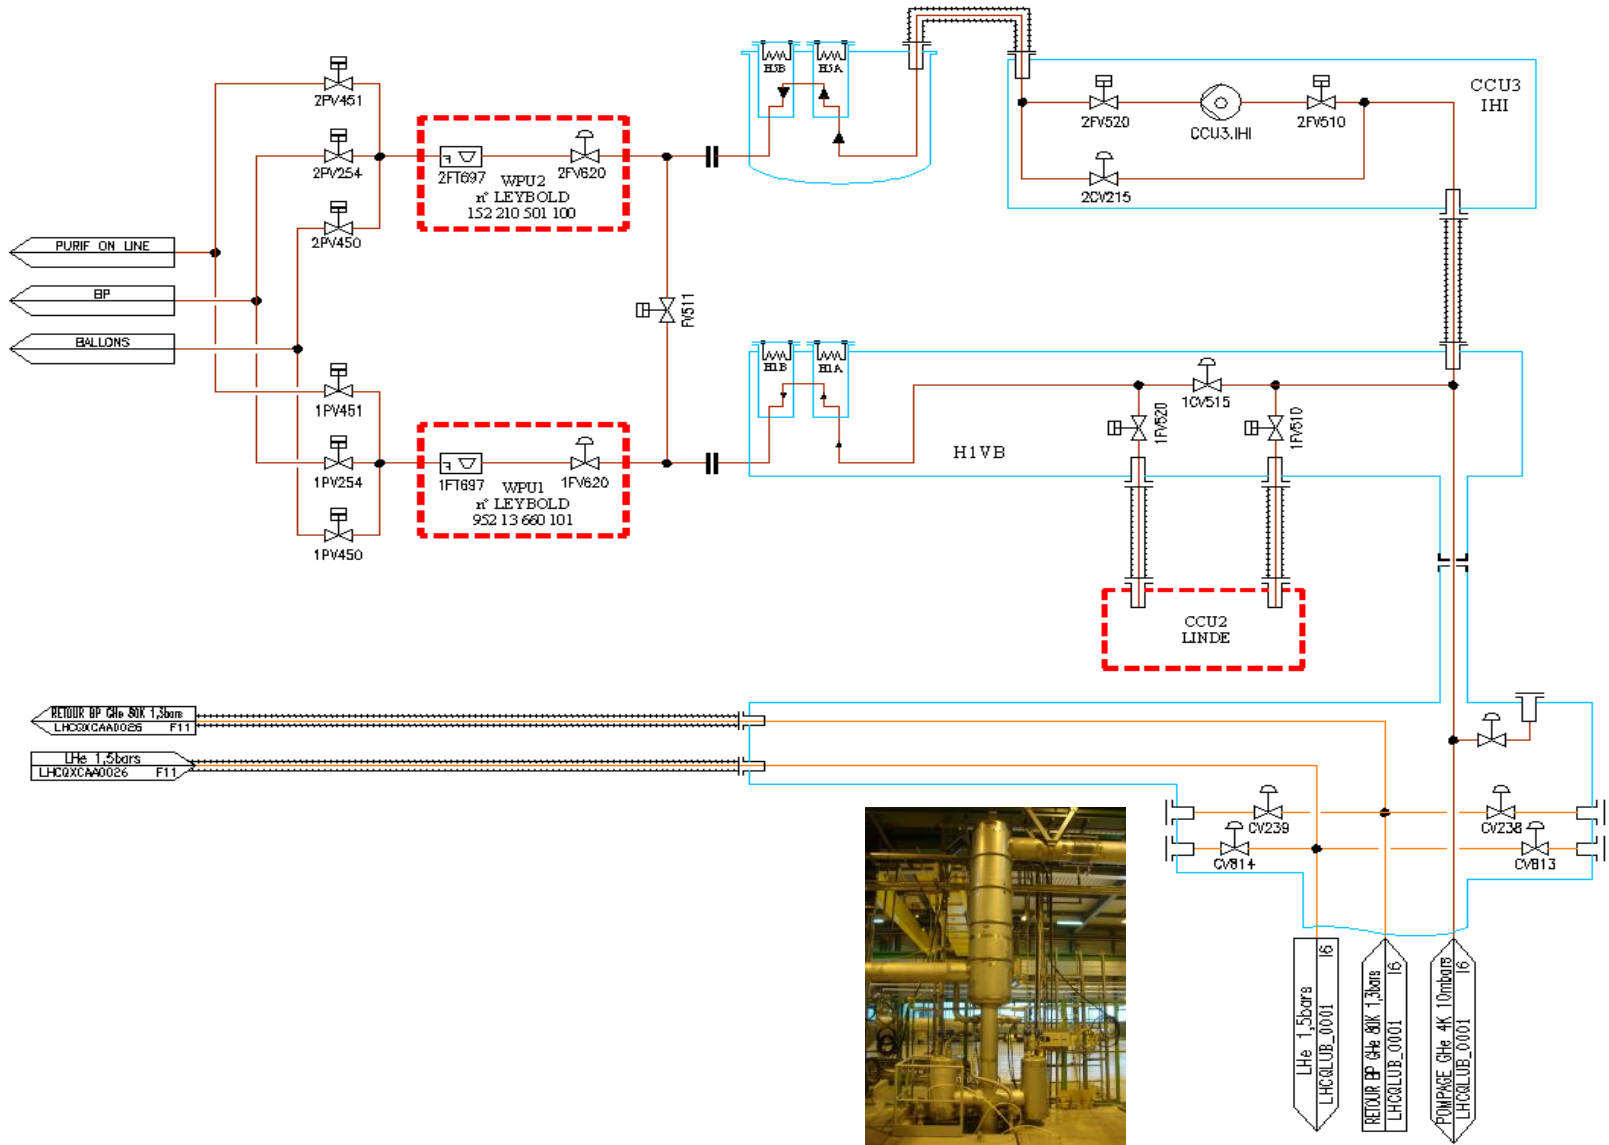 2PV451
2PV254
2PV450
PURIF ON LINE
BP
BALLONS
1PV451
1PV254
1PV450
2FT697
2FV620
WPU2
n° LEYBOLD
152 210 501 100
FV511
1FT697
1FV620
WPU1
n° LEYBOLD
952 13 660 101
H3B
H3A
CCU3
IHI
2FV520
CCU3.IHI
2FV510
2CV215
H1B
H1A
H1VB
1CV515
1FV520
1FV510
CCU2
LINDE
RETOUR BP GHe 80K 1,3bars
LHCQXCAA0026 F11
LHe 1,5bars
LHCQXCAA0026 F11
CV239
CV238
CV814
CV813
LHe 1,5bars I6
LHCQLUB_0001
RETOUR BP GHe 80K 1,3bars I6
LHCQLUB_0001
POMPAGE GHe 4K 10mbars I6
LHCQLUB_0001